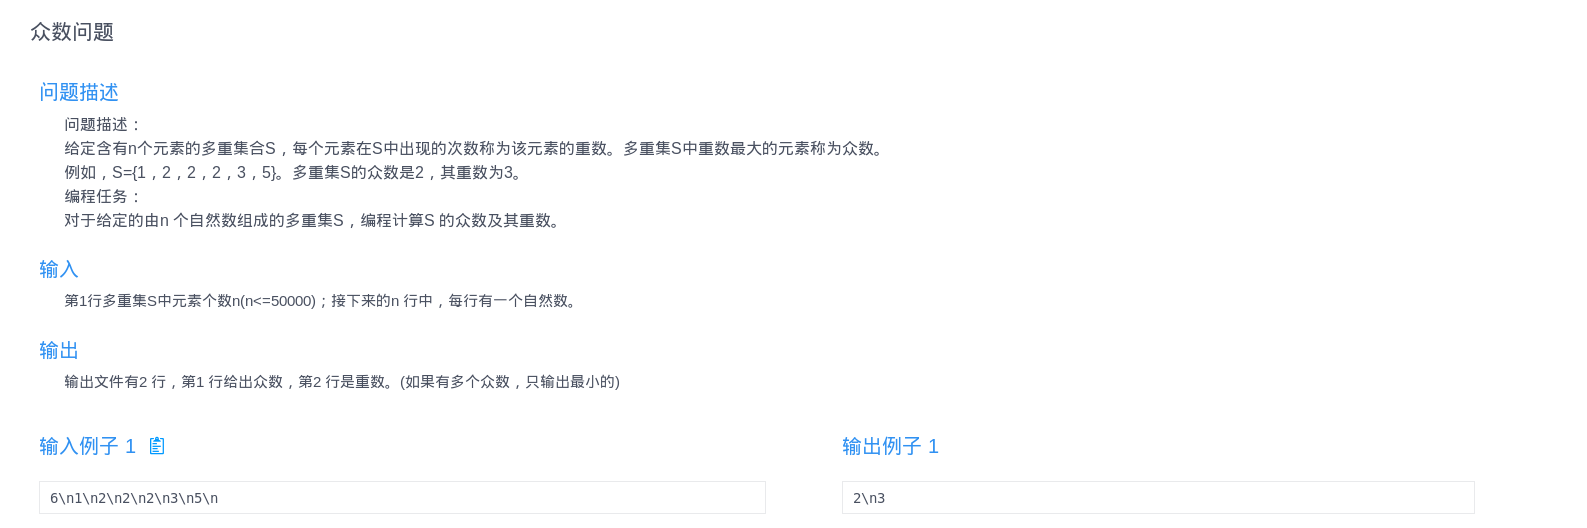 众数问题
问题描述
问题描述：
给定含有n个元素的多重集合S，每个元素在S中出现的次数称为该元素的重数。多重集S中重数最大的元素称为众数。
例如，S={1，2，2，2，3，5}。多重集S的众数是2，其重数为3。
编程任务：
对于给定的由n 个自然数组成的多重集S，编程计算S 的众数及其重数。
输入
第1行多重集S中元素个数n(n<=50000)；接下来的n 行中，每行有一个自然数。
输出
输出文件有2 行，第1 行给出众数，第2 行是重数。(如果有多个众数，只输出最小的)
输入例子 1
输出例子 1
6\n1\n2\n2\n2\n3\n5\n
2\n3